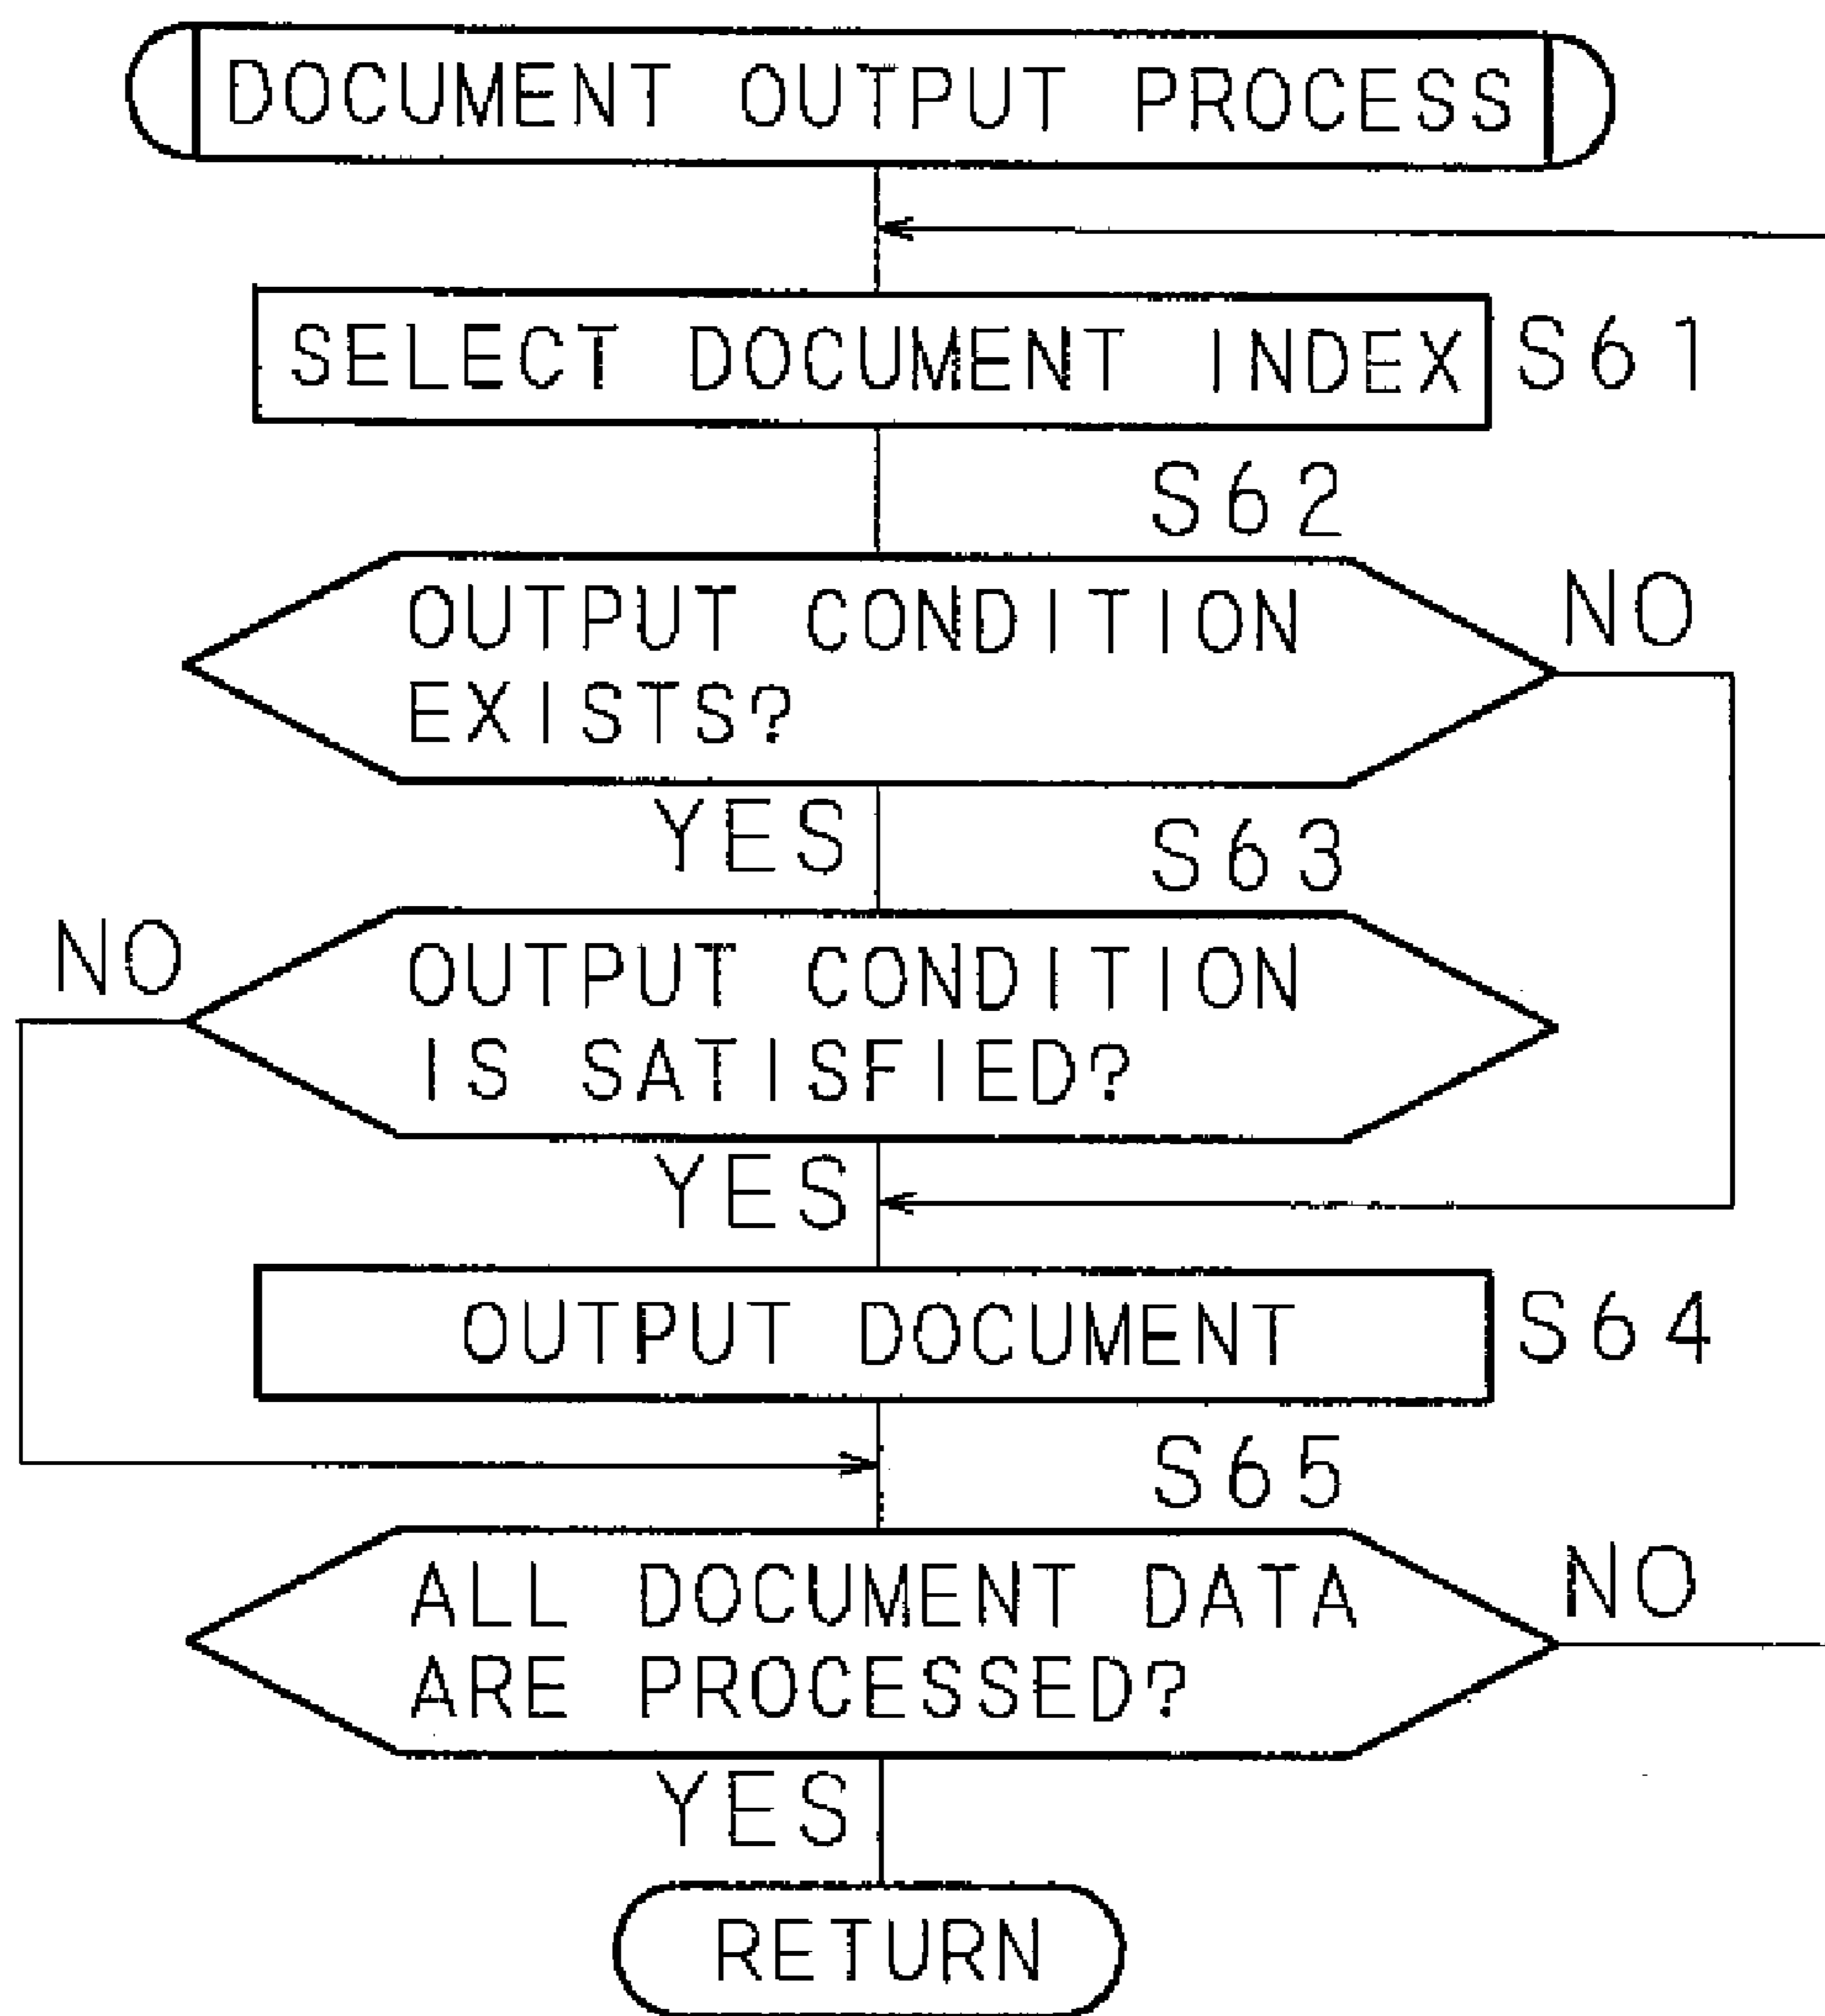 DOCUMENT OUTPUT PROCESS
SELECT DOCUMENT INDEX S61
S62
OUTPUT CONDITION
EXISTS?
NO
YES
S63
NO
OUTPUT CONDITION
IS SATISFIED?
YES
OUTPUT DOCUMENT S64
S65
ALL DOCUMENT DATA
ARE PROCESSED?
NO
YES
RETURN